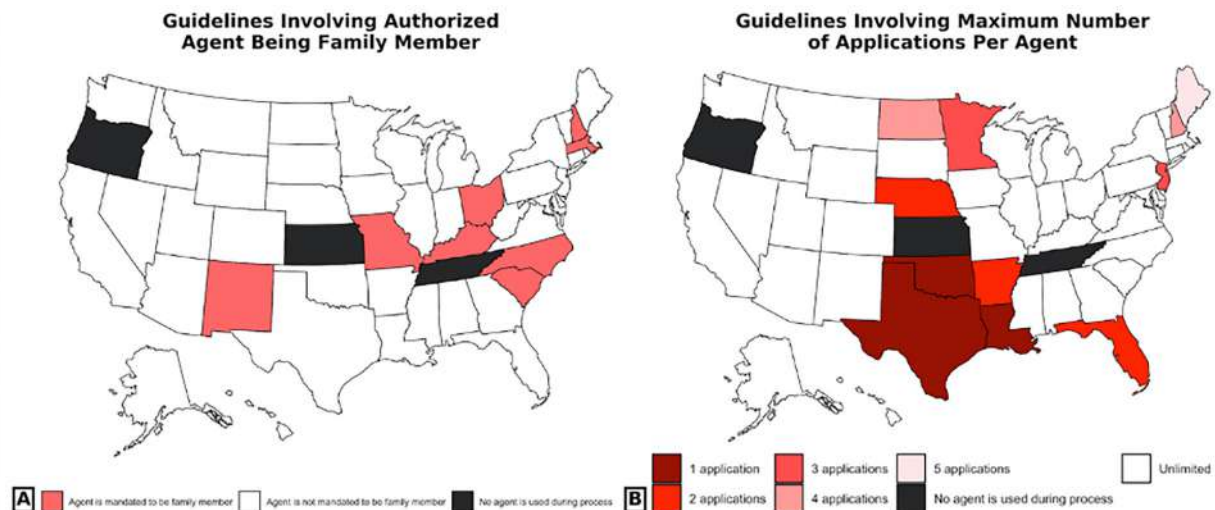 Guidelines Involving Authorized
Agent Being Family Member
Guidelines Involving Maximum Number
of Applications Per Agent
A
Agent is mandated to be family member
Agent is not mandated to be family member
No agent is used during process
B
1 application
3 applications
5 applications
Unlimited
2 applications
4 applications
No agent is used during process